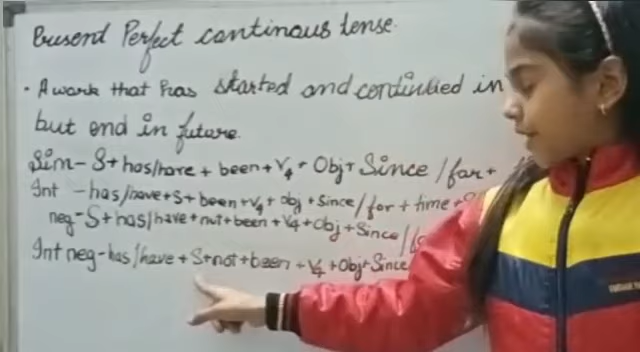 Present Perfect continous tense.
• A work that has started and continued in
but end in future.
Sim - S + has/have + been + V4 + Obj + Since / for +
Int - has/have + S + been + V4 + obj + Since / for + time +
neg - S + has/have + not + been + V4 + Obj + Since /
Int neg - has/have + S + not + been + V4 + Obj + Since